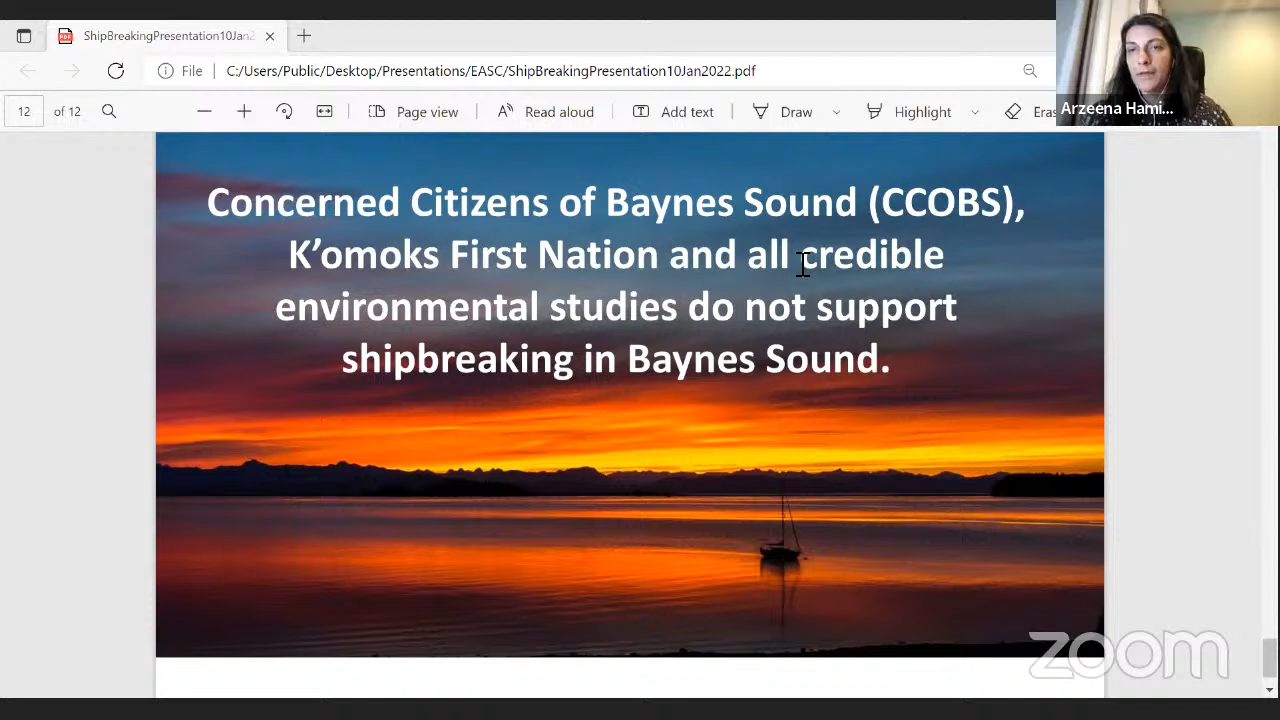 ShipBreakingPresentation10Jan2
File
C:/Users/Public/Desktop/Presentations/EASC/ShipBreakingPresentation10Jan2022.pdf
12 of 12
Page view
Read aloud
Add text
Draw
Highlight
Eras
Arzeena Hami...
Concerned Citizens of Baynes Sound (CCOBS),
K’omoks First Nation and all credible
environmental studies do not support
shipbreaking in Baynes Sound.
zoom